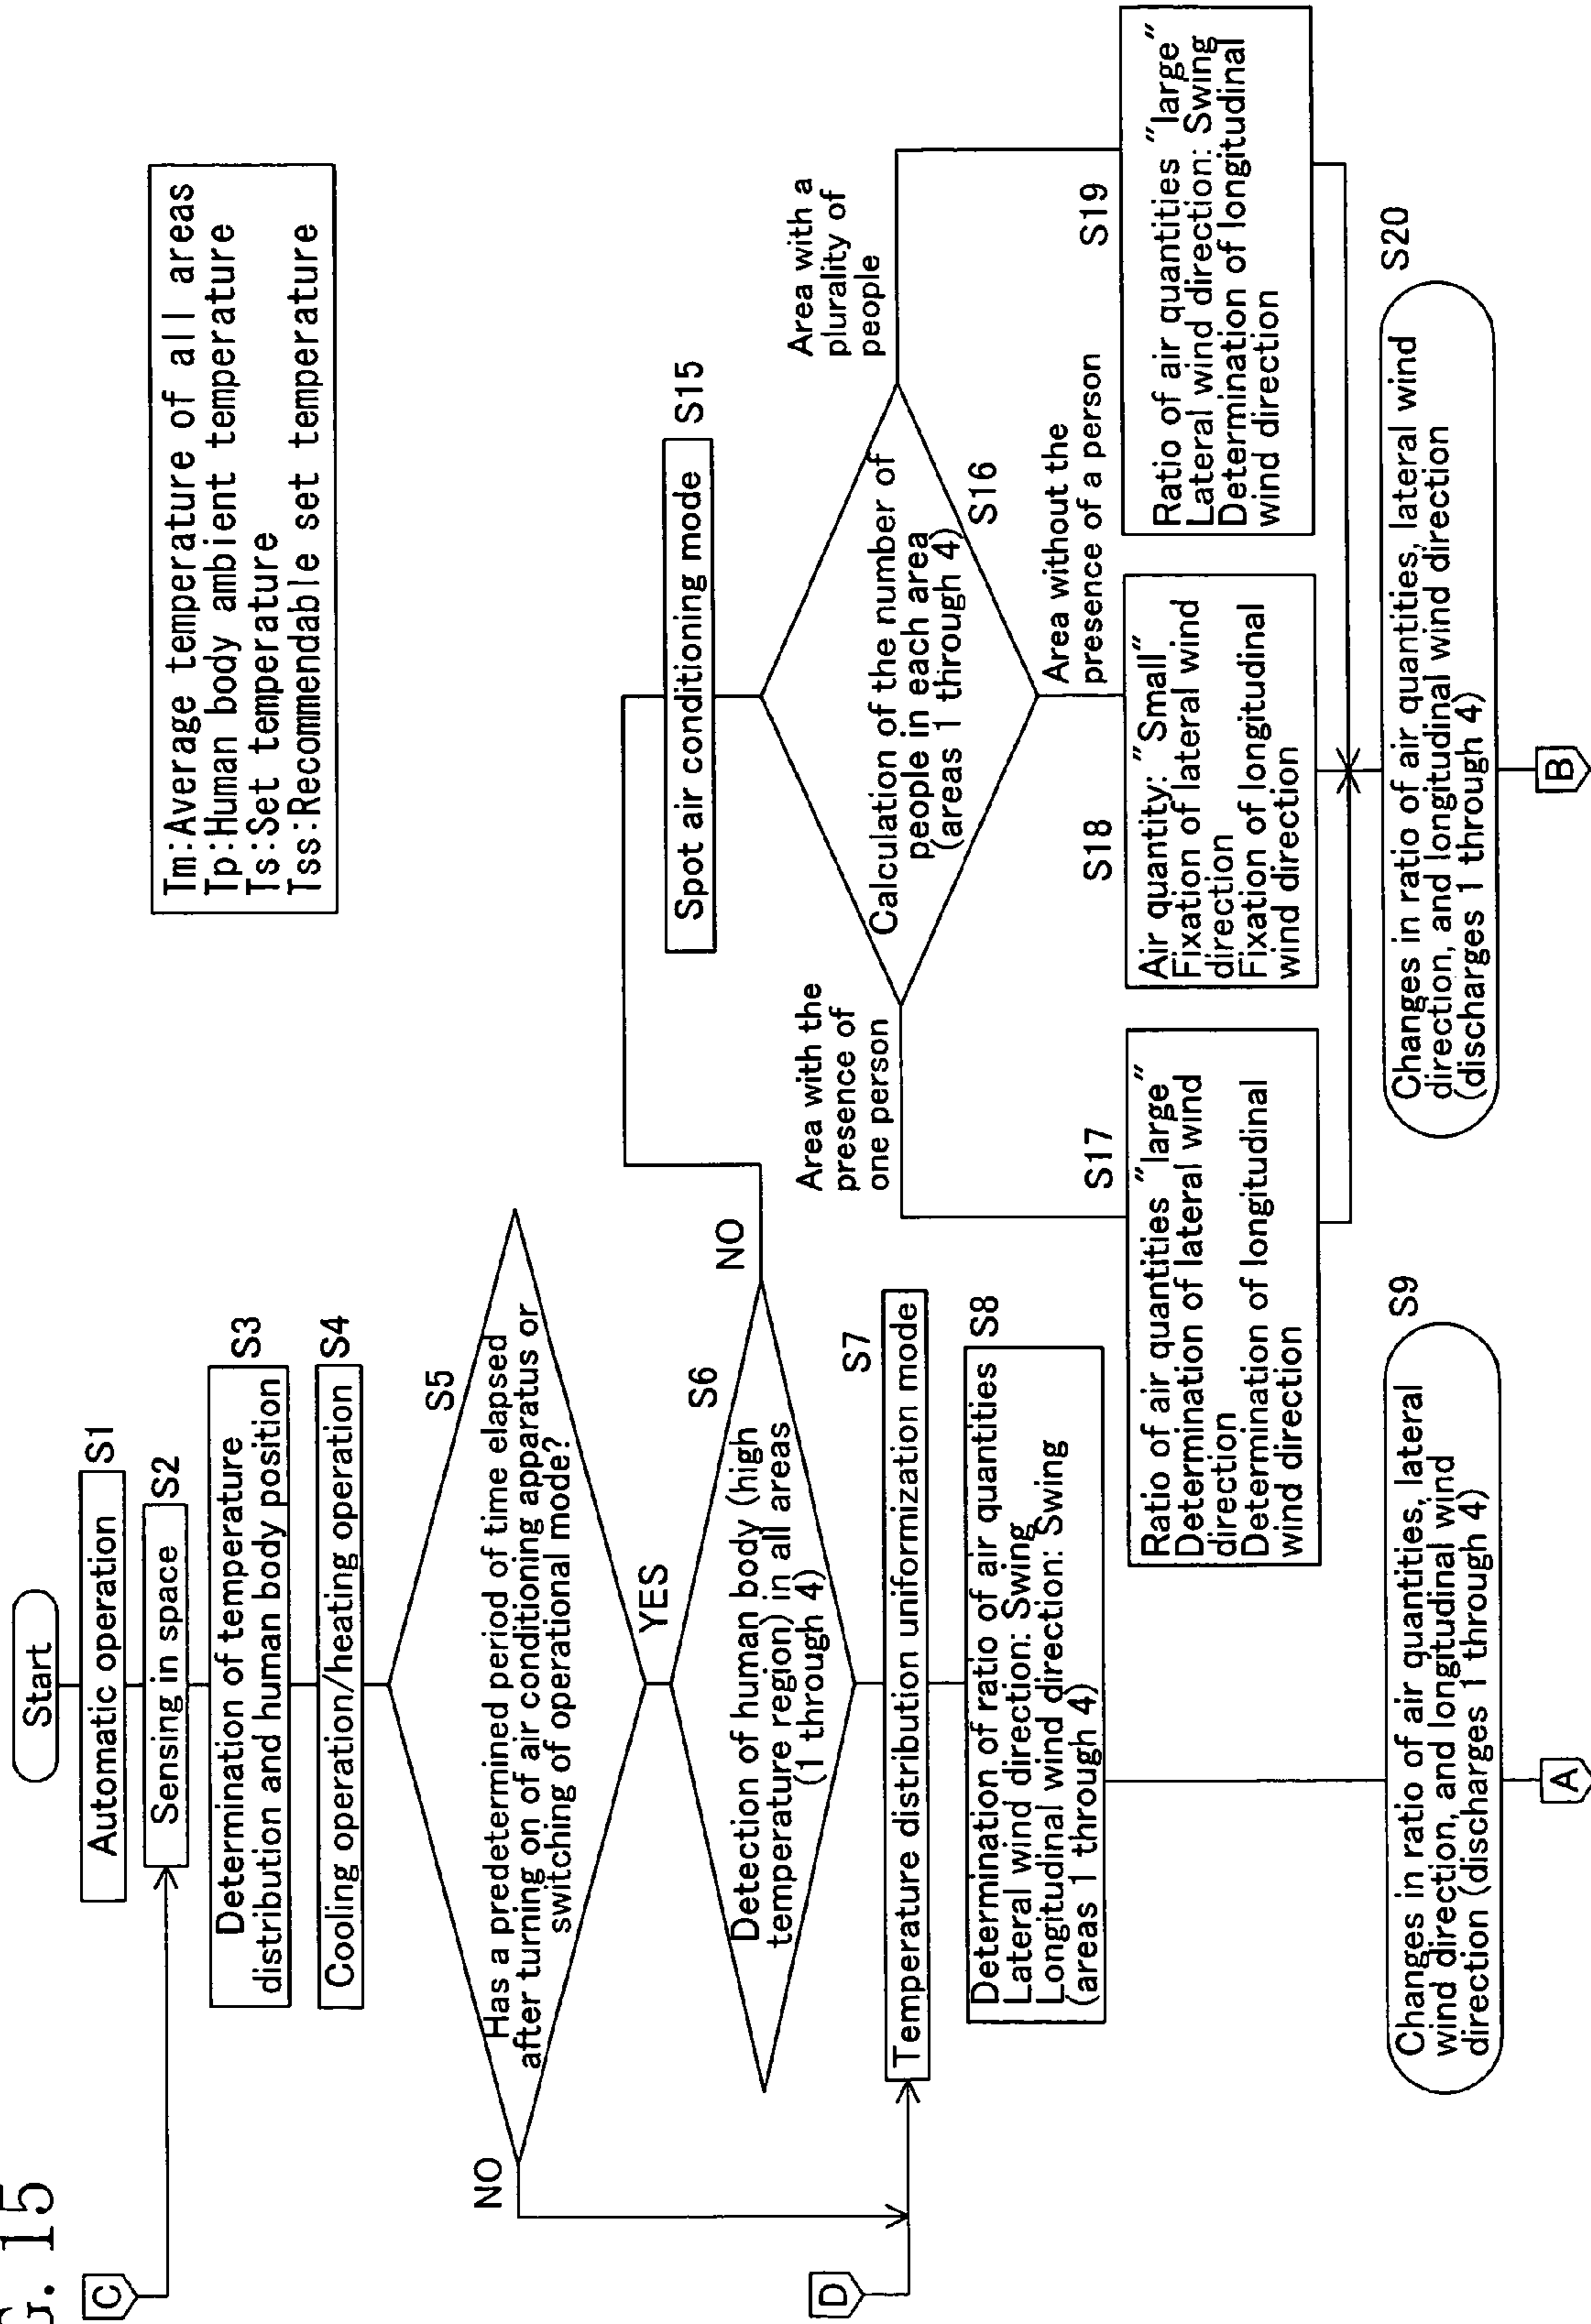 G. 15
C
Start
Automatic operation
S1
Sensing in space
S2
Determination of temperature
distribution and human body position
S3
Cooling operation/heating operation
S4
Tm:Average temperature of all areas
Tp:Human body ambient temperature
Ts:Set temperature
Tss:Recommendable set temperature
S5
Has a predetermined period of time elapsed
after turning on of air conditioning apparatus or
switching of operational mode?
NO
YES
S6
Detection of human body (high
temperature region) in all areas
(1 through 4)
NO
D
S7
Temperature distribution uniformization mode
S8
Determination of ratio of air quantities
Lateral wind direction: Swing
Longitudinal wind direction: Swing
(areas 1 through 4)
S9
Changes in ratio of air quantities, lateral
wind direction, and longitudinal wind
direction (discharges 1 through 4)
A
Spot air conditioning mode
S15
Calculation of the number of
people in each area
(areas 1 through 4)
S16
Area with the
presence of
one person
Area without the
presence of a person
Area with a
plurality of
people
S17
Ratio of air quantities "large"
Determination of lateral wind
direction
Determination of longitudinal
wind direction
S18
Air quantity: "Small"
Fixation of lateral wind
direction
Fixation of longitudinal
wind direction
S19
Ratio of air quantities "large"
Lateral wind direction: Swing
Determination of longitudinal
wind direction
S20
Changes in ratio of air quantities, lateral wind
direction, and longitudinal wind direction
(discharges 1 through 4)
B